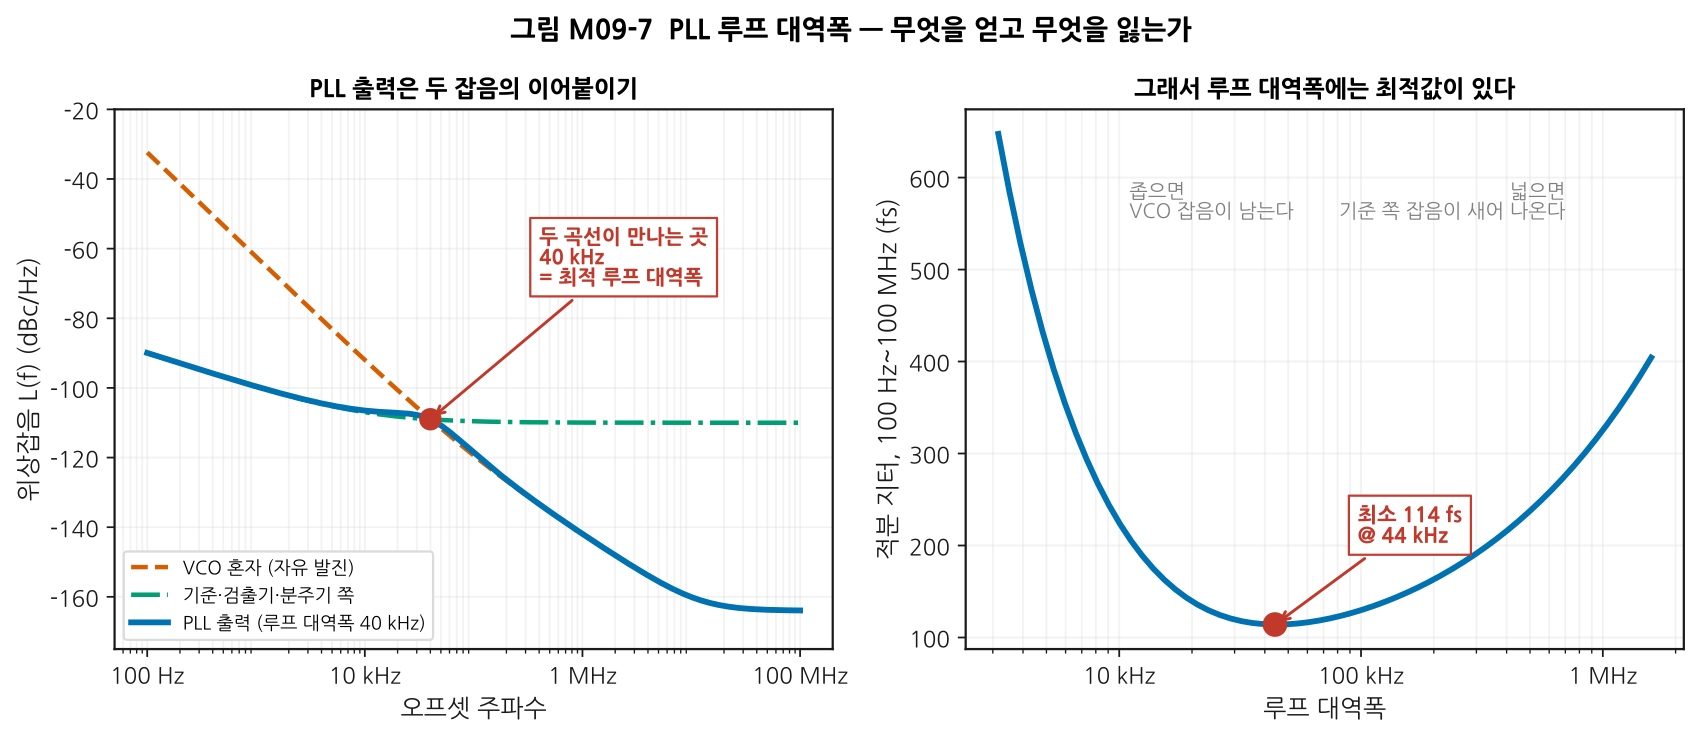 그림 M09-7  PLL 루프 대역폭 — 무엇을 얻고 무엇을 잃는가
PLL 출력은 두 잡음의 이어붙이기
위상잡음 L(f) (dBc/Hz)
-20
-40
-60
-80
-100
-120
-140
-160
두 곡선이 만나는 곳
40 kHz
= 최적 루프 대역폭
VCO 혼자 (자유 발진)
기준·검출기·분주기 쪽
PLL 출력 (루프 대역폭 40 kHz)
100 Hz
10 kHz
1 MHz
100 MHz
오프셋 주파수
그래서 루프 대역폭에는 최적값이 있다
적분 지터, 100 Hz~100 MHz (fs)
600
500
400
300
200
100
좁으면
VCO 잡음이 남는다
넓으면
기준 쪽 잡음이 새어 나온다
최소 114 fs
@ 44 kHz
10 kHz
100 kHz
1 MHz
루프 대역폭